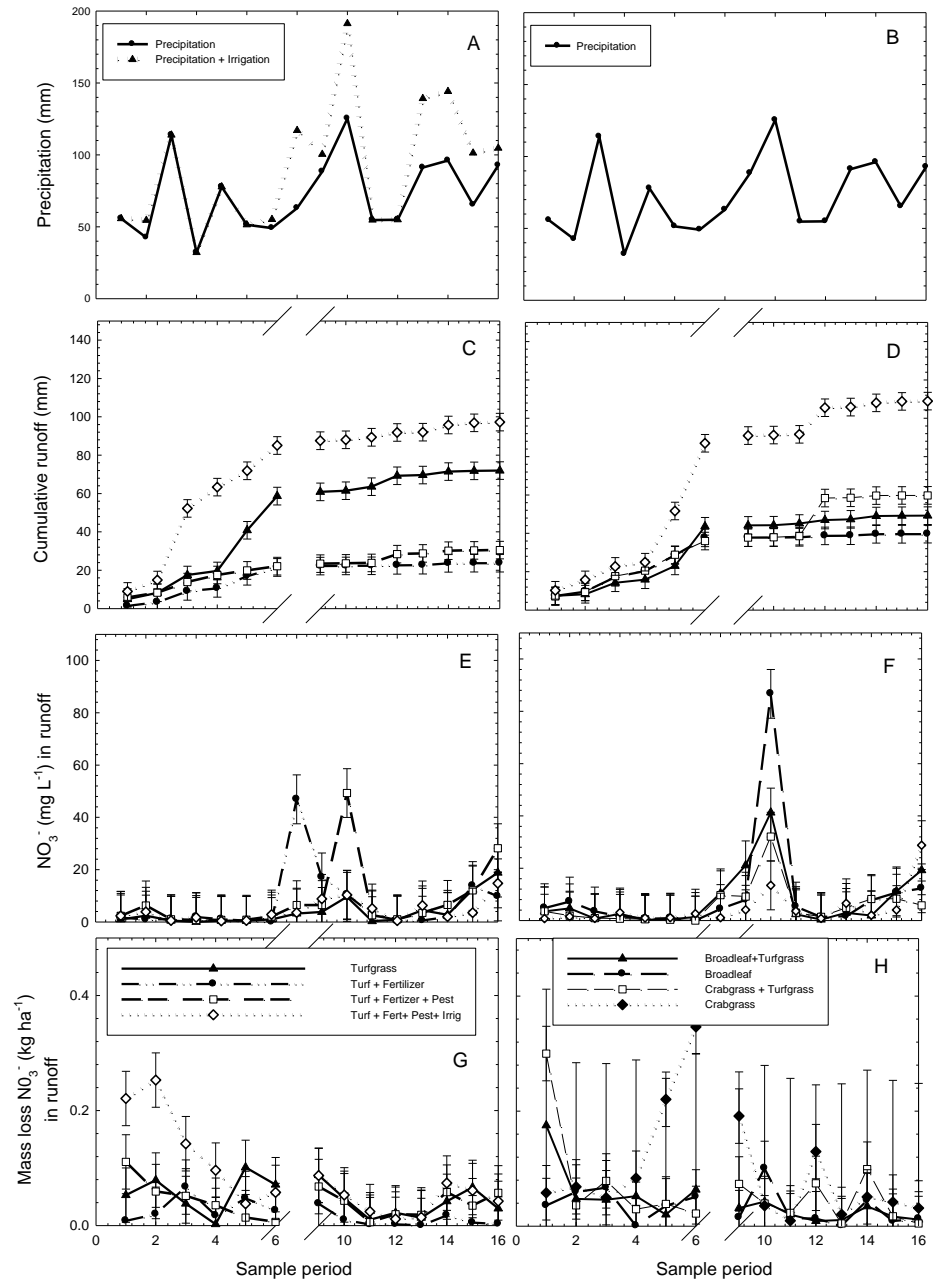 200
150
100
50
0
Precipitation (mm)
Precipitation
Precipitation + Irrigation
A
Precipitation
B
140
120
100
80
60
40
20
0
Cumulative runoff (mm)
C
D
100
80
60
40
20
0
NO3- (mg L-1) in runoff
E
F
0.4
0.2
0.0
Mass loss N03- (kg ha-1)
in runoff
Turfgrass
Turf + Fertilizer
Turf + Fertizer + Pest
Turf + Fert+ Pest+ Irrig
G
Broadleaf+Turfgrass
Broadleaf
Crabgrass + Turfgrass
Crabgrass
H
0 2 4 6 10 12 14 16
0 2 4 6 10 12 14 16
Sample period
Sample period